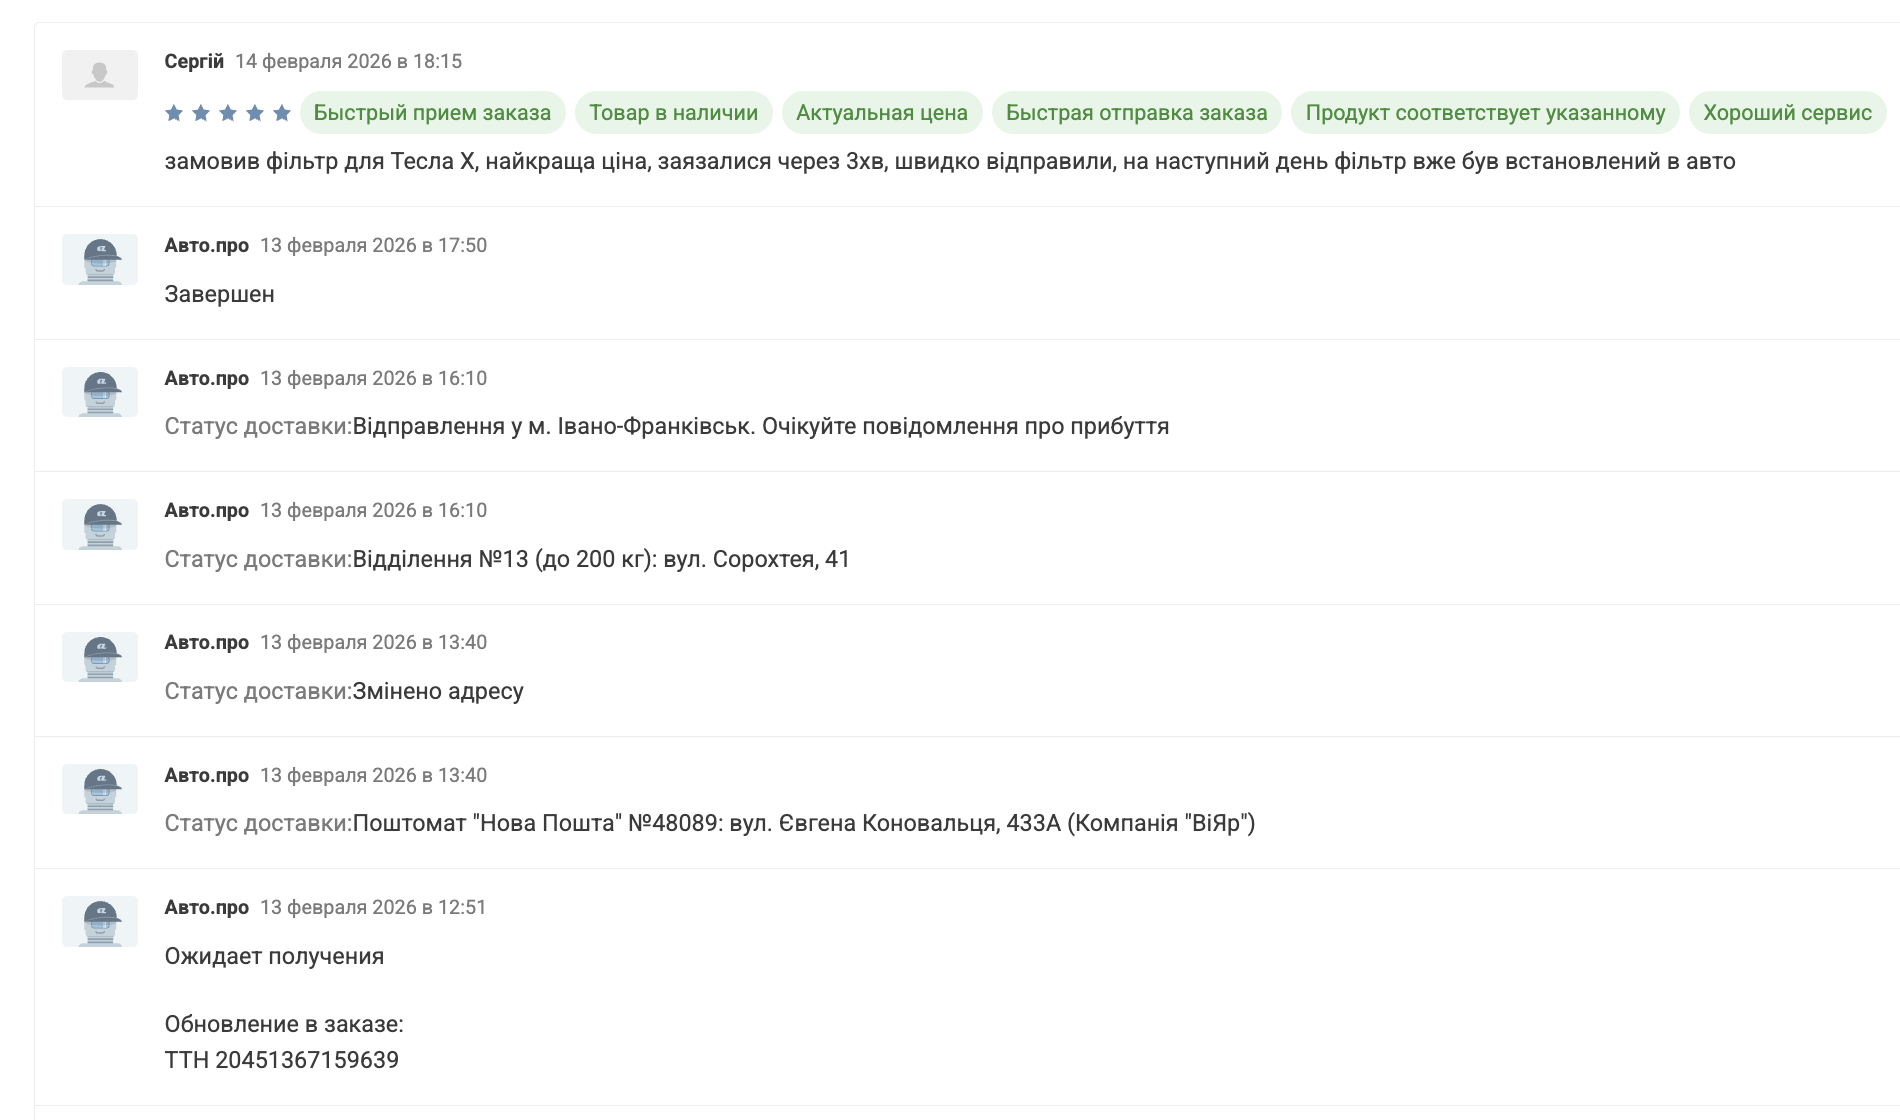 Сергій 14 февраля 2026 в 18:15
Быстрый прием заказа Товар в наличии Актуальная цена Быстрая отправка заказа Продукт соответствует указанному Хороший сервис
замовив фільтр для Тесла Х, найкраща ціна, заязалися через 3хв, швидко відправили, на наступний день фільтр вже був встановлений в авто
Авто.про 13 февраля 2026 в 17:50
Завершен
Авто.про 13 февраля 2026 в 16:10
Статус доставки:Відправлення у м. Івано-Франківськ. Очікуйте повідомлення про прибуття
Авто.про 13 февраля 2026 в 16:10
Статус доставки:Відділення №13 (до 200 кг): вул. Сорохтея, 41
Авто.про 13 февраля 2026 в 13:40
Статус доставки:Змінено адресу
Авто.про 13 февраля 2026 в 13:40
Статус доставки:Поштомат "Нова Пошта" №48089: вул. Євгена Коновальця, 433А (Компанія "ВіЯр")
Авто.про 13 февраля 2026 в 12:51
Ожидает получения
Обновление в заказе:
ТТН 20451367159639